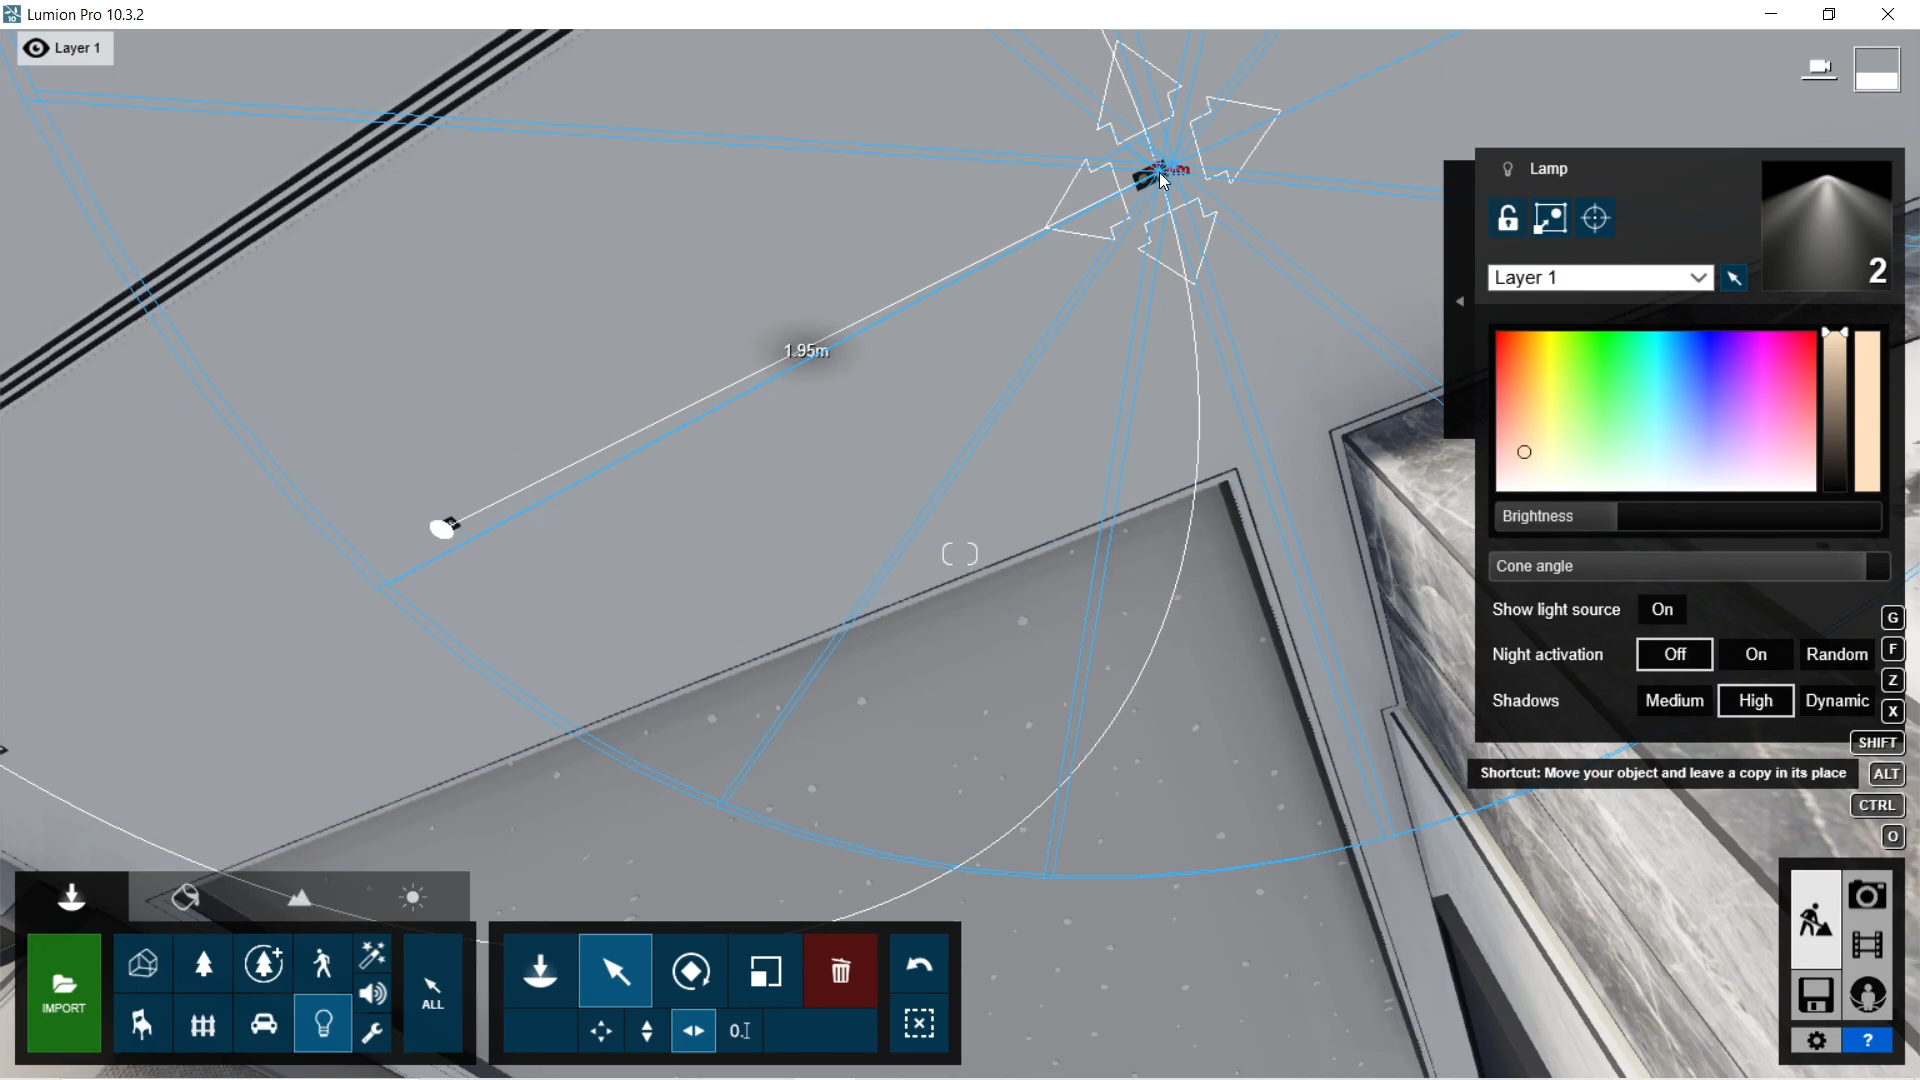 Lumion Pro 10.3.2
Layer 1
Lamp
2
Layer 1
1.95m
Brightness
Cone angle
Show light source On
Night activation Off On Random
Shadows Medium High Dynamic
G
F
Z
X
SHIFT
Shortcut: Move your object and leave a copy in its place
ALT
CTRL
O
IMPORT
ALL
?